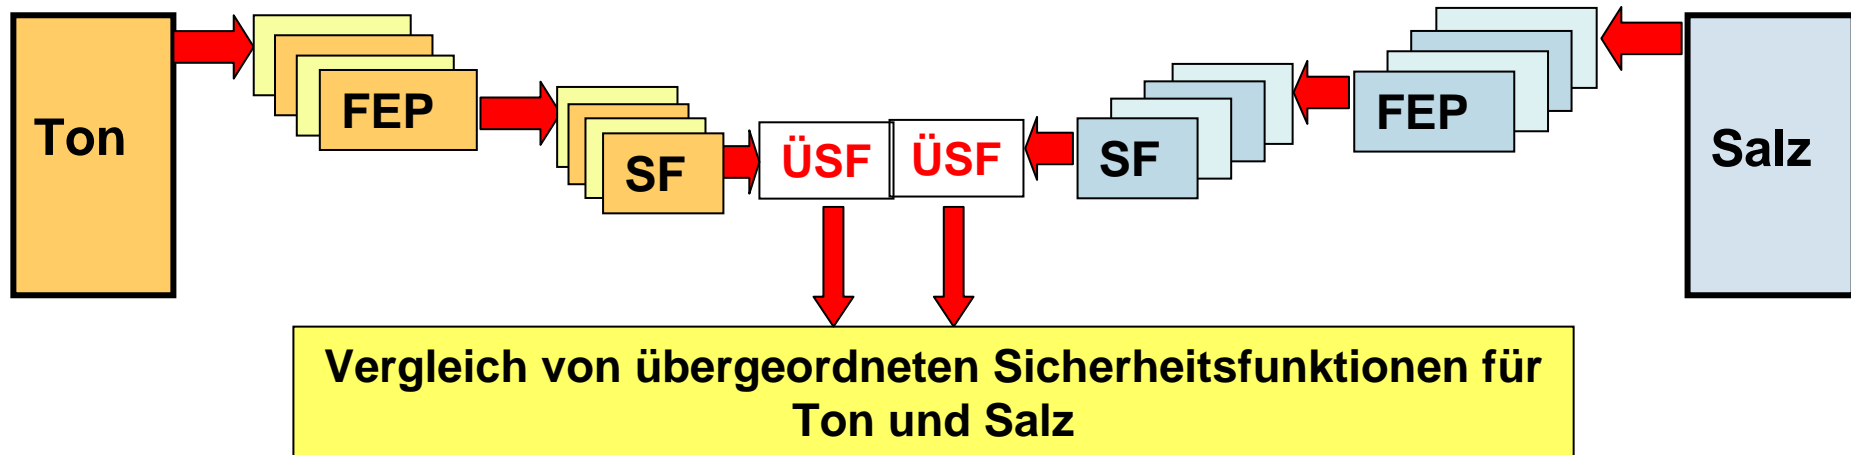 Ton
FEP
SF
ÜSF
ÜSF
SF
FEP
Salz
Vergleich von übergeordneten Sicherheitsfunktionen für
Ton und Salz